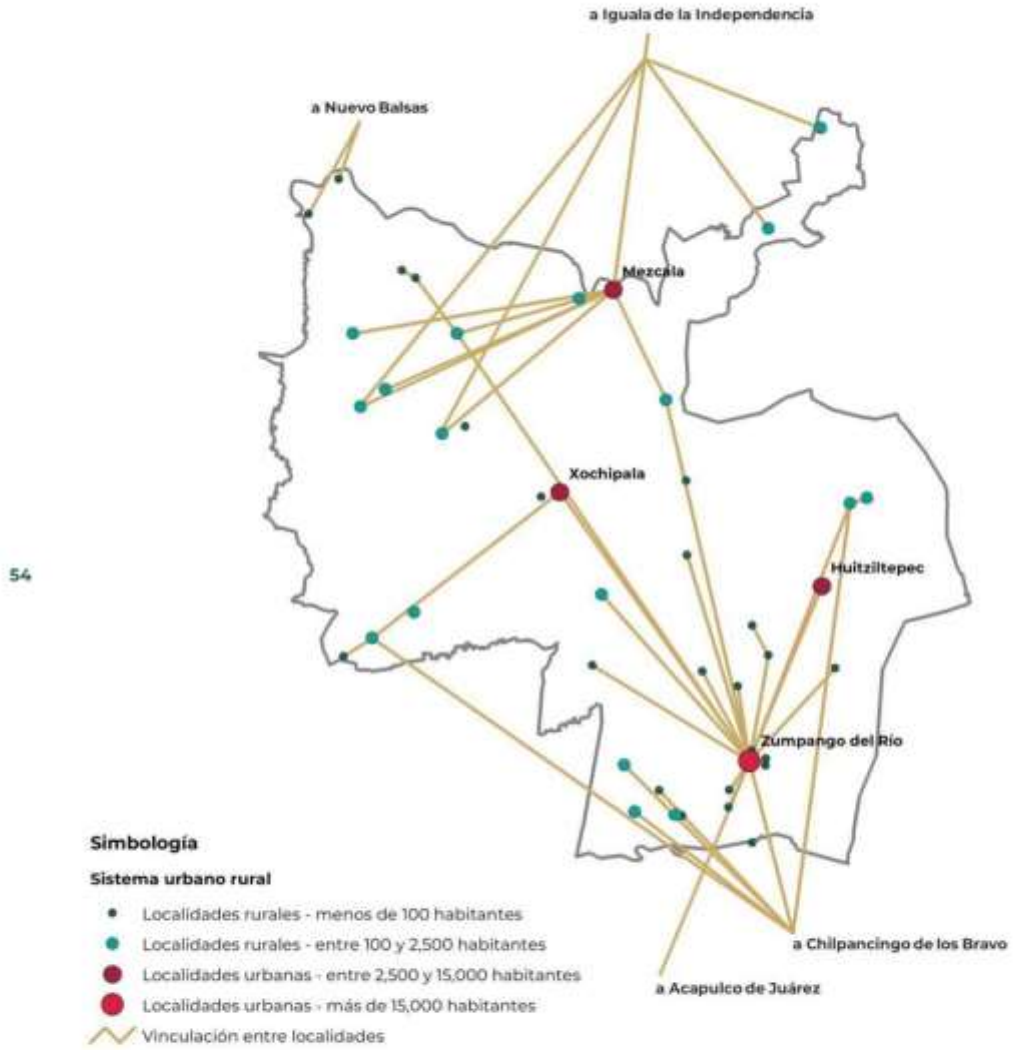 a Iguala de la Independencia
a Nuevo Balsas
Mezcala
Xochipala
54
Huitziltepec
Zumpango del Río
Simbología
Sistema urbano rural
Localidades rurales - menos de 100 habitantes
Localidades rurales - entre 100 y 2,500 habitantes
a Chilpancingo de los Bravo
Localidades urbanas - entre 2,500 y 15,000 habitantes
a Acapulco de Juárez
Localidades urbanas - más de 15,000 habitantes
Vinculación entre localidades